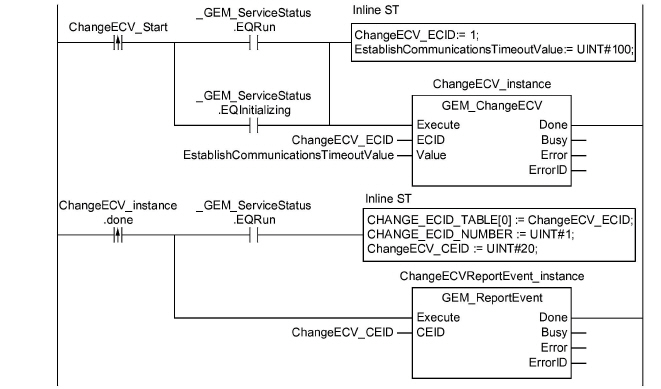 Inline ST
ChangeECV_Start
_GEM_ServiceStatus
.EQRun
ChangeECV_ECID:= 1;
EstablishCommunicationsTimeoutValue:= UINT#100;
ChangeECV_instance
_GEM_ServiceStatus
.EQInitializing
GEM_ChangeECV
Execute Done
ChangeECV_ECID ECID Busy
EstablishCommunicationsTimeoutValue Value Error
ErrorID
Inline ST
ChangeECV_instance
.done
_GEM_ServiceStatus
.EQRun
CHANGE_ECID_TABLE[0] := ChangeECV_ECID;
CHANGE_ECID_NUMBER := UINT#1;
ChangeECV_CEID := UINT#20;
ChangeECVReportEvent_instance
GEM_ReportEvent
Execute Done
ChangeECV_CEID CEID Busy
Error
ErrorID